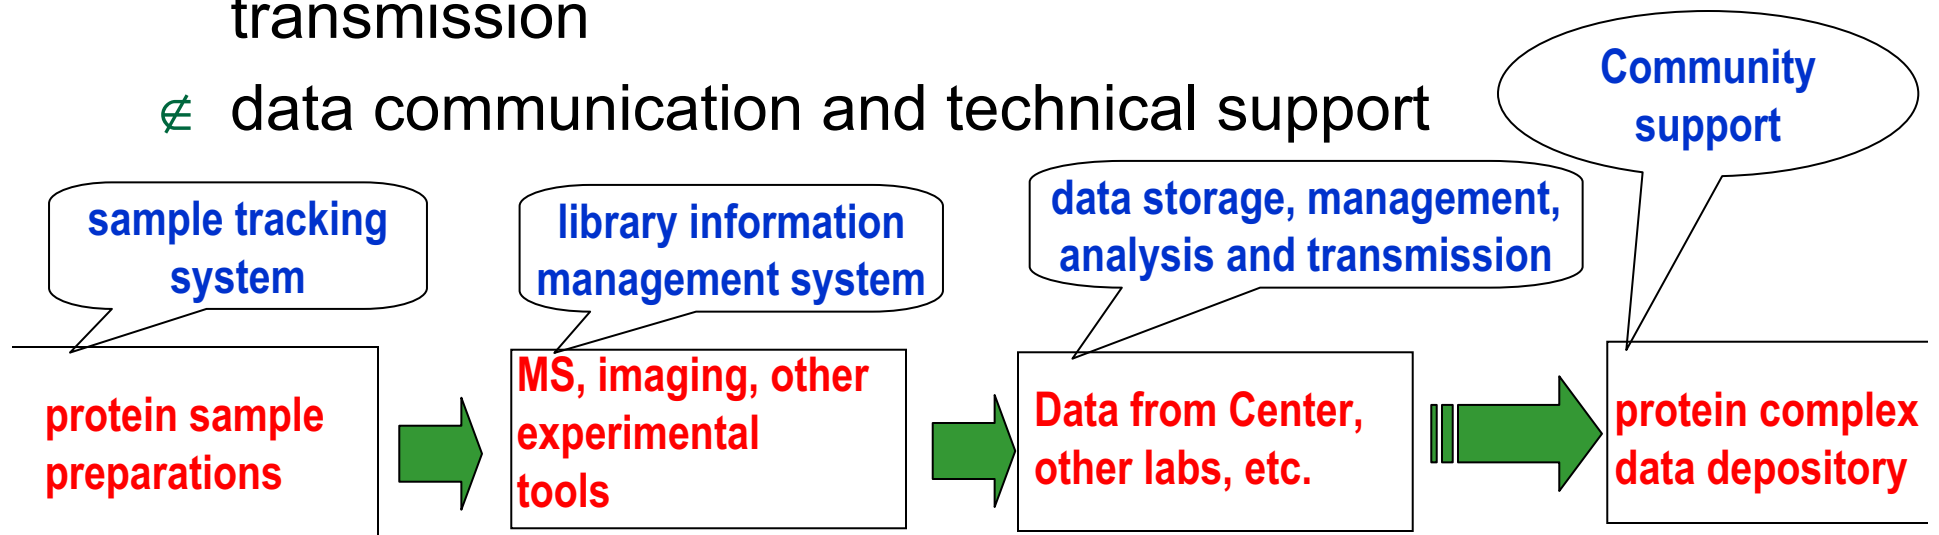 transmission
∉ data communication and technical support
Community
support
sample tracking
system
library information
management system
data storage, management,
analysis and transmission
protein sample
preparations
MS, imaging, other
experimental
tools
Data from Center,
other labs, etc.
protein complex
data depository